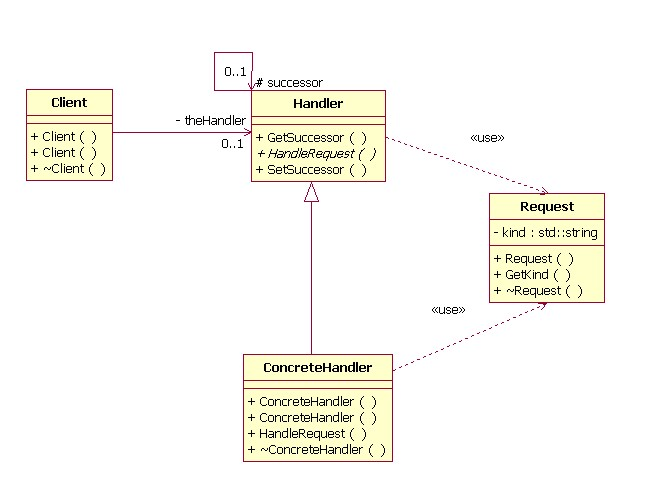 0..1
# successor
Client
+ Client ( )
+ Client ( )
+ ~Client ( )
- theHandler
0..1
Handler
+ GetSuccessor ( )
+ HandleRequest ( )
+ SetSuccessor ( )
«use»
Request
- kind : std::string
+ Request ( )
+ GetKind ( )
+ ~Request ( )
«use»
ConcreteHandler
+ ConcreteHandler ( )
+ ConcreteHandler ( )
+ HandleRequest ( )
+ ~ConcreteHandler ( )